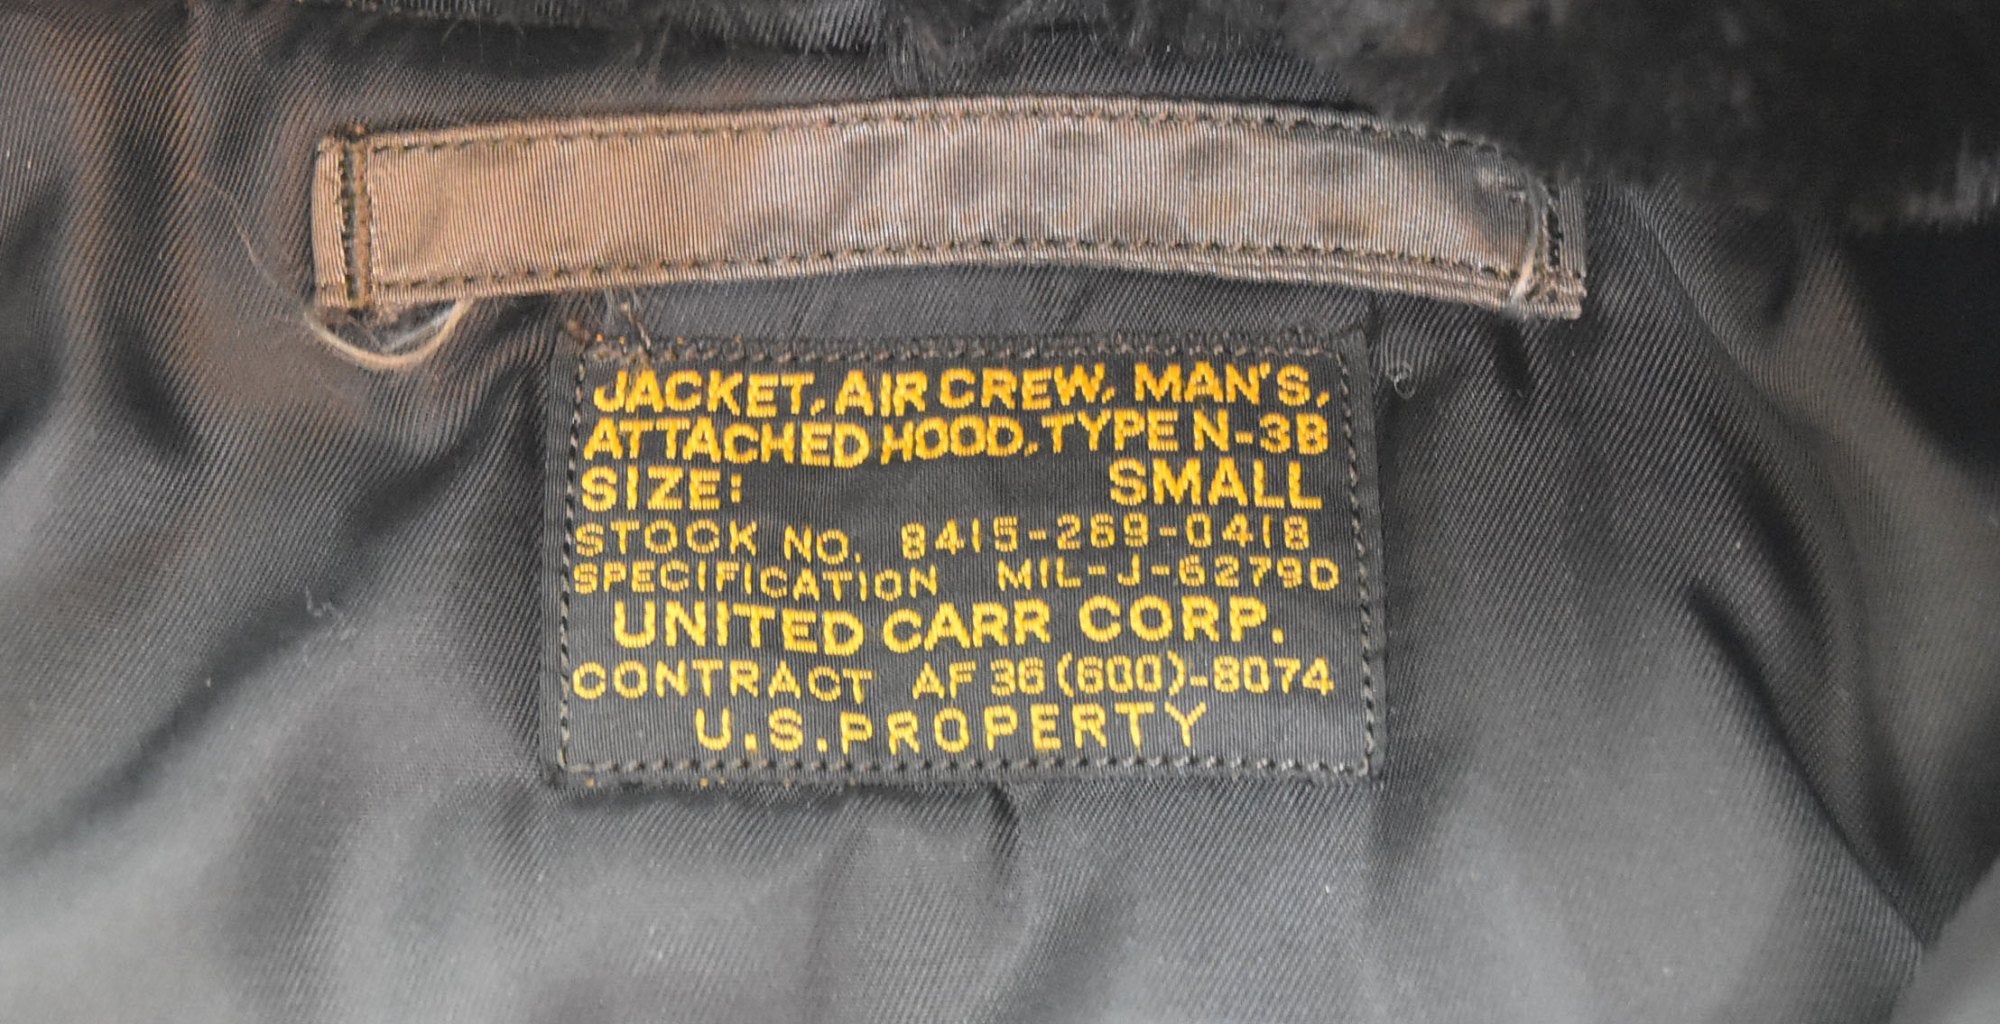 JACKET, AIR CREW, MAN'S,
ATTACHED HOOD, TYPE N-3B
SIZE: SMALL
STOCK NO. 8415-269-0418
SPECIFICATION MIL-J-6279D
UNITED CARR CORP.
CONTRACT AF 36 (600)-8074
U.S. PROPERTY